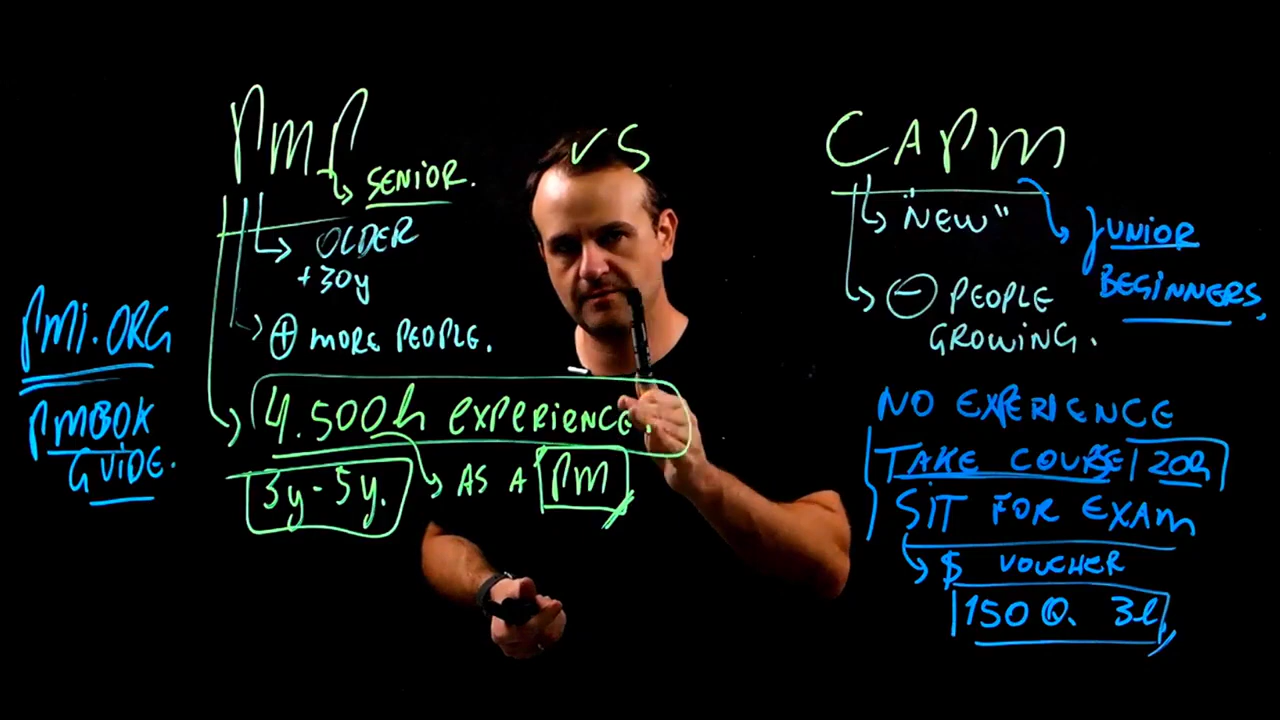 PMP
VS
CAPM
SENIOR.
OLDER
+30y
⊕ MORE PEOPLE.
4.500h EXPERIENCE.
3y-5y.
AS A PM
PMI.ORG
PMBOK
GUIDE.
"NEW"
JUNIOR
BEGINNERS.
⊖ PEOPLE
GROWING.
NO EXPERIENCE
TAKE COURSE 20h
SIT FOR EXAM
$ VOUCHER
150 Q. 3h